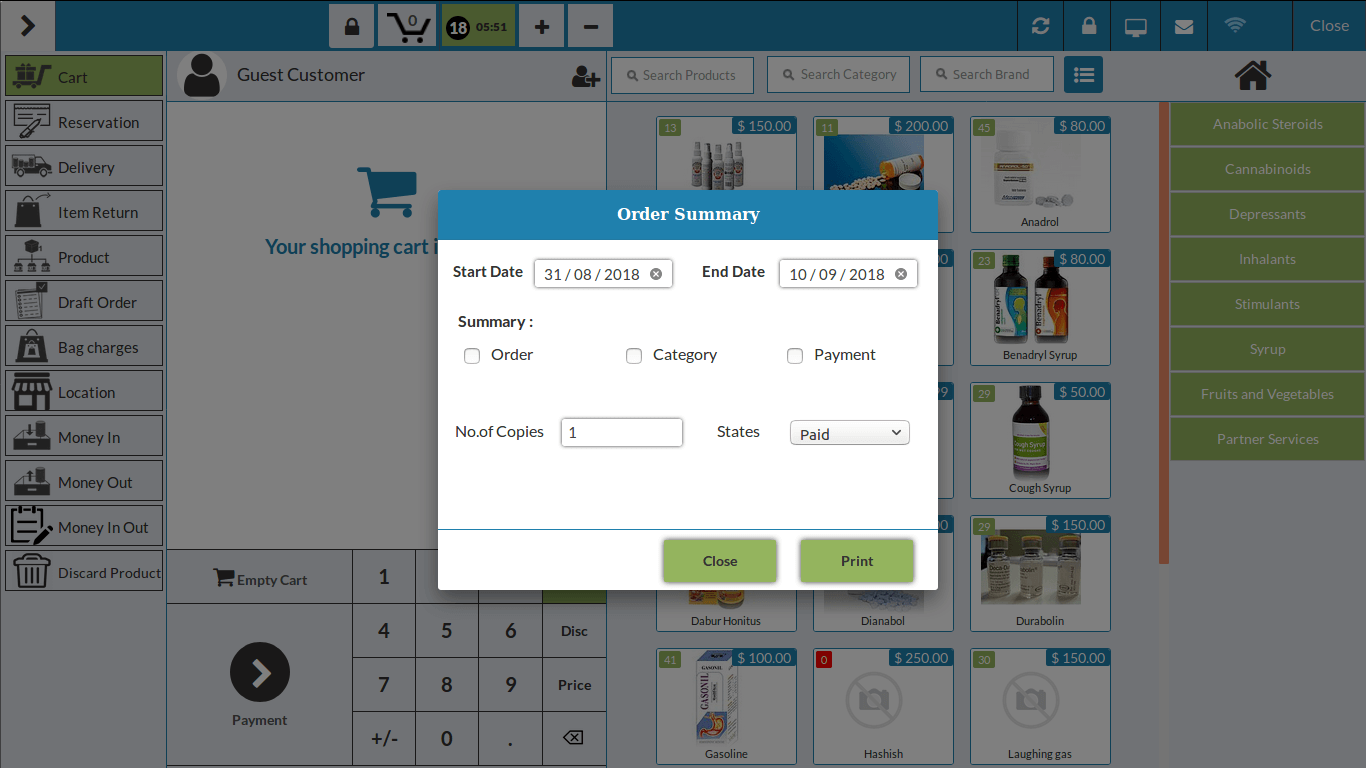 0
18 05:51
+
−
Close
Cart
Reservation
Delivery
Item Return
Product
Draft Order
Bag charges
Location
Money In
Money Out
Money In Out
Discard Product
Guest Customer
Search Products
Search Category
Search Brand
Your shopping cart i
Order Summary
Start Date 31 / 08 / 2018
End Date 10 / 09 / 2018
Summary :
Order
Category
Payment
No.of Copies 1
States Paid
Close
Print
Empty Cart
Payment
1
4 5 6 Disc
7 8 9 Price
+/- 0 .
13 $ 150.00
11 $ 200.00
45 $ 80.00
Anadrol
23 $ 80.00
Benadryl
Benadryl
Benadryl Syrup
29 $ 50.00
Cough Syrup
Cough Syrup
29 $ 150.00
Dabur Honitus
Dianabol
Durabolin
41 $ 100.00
GASONIL
GASONIL
Gasoline
0 $ 250.00
Hashish
30 $ 150.00
Laughing gas
Anabolic Steroids
Cannabinoids
Depressants
Inhalants
Stimulants
Syrup
Fruits and Vegetables
Partner Services